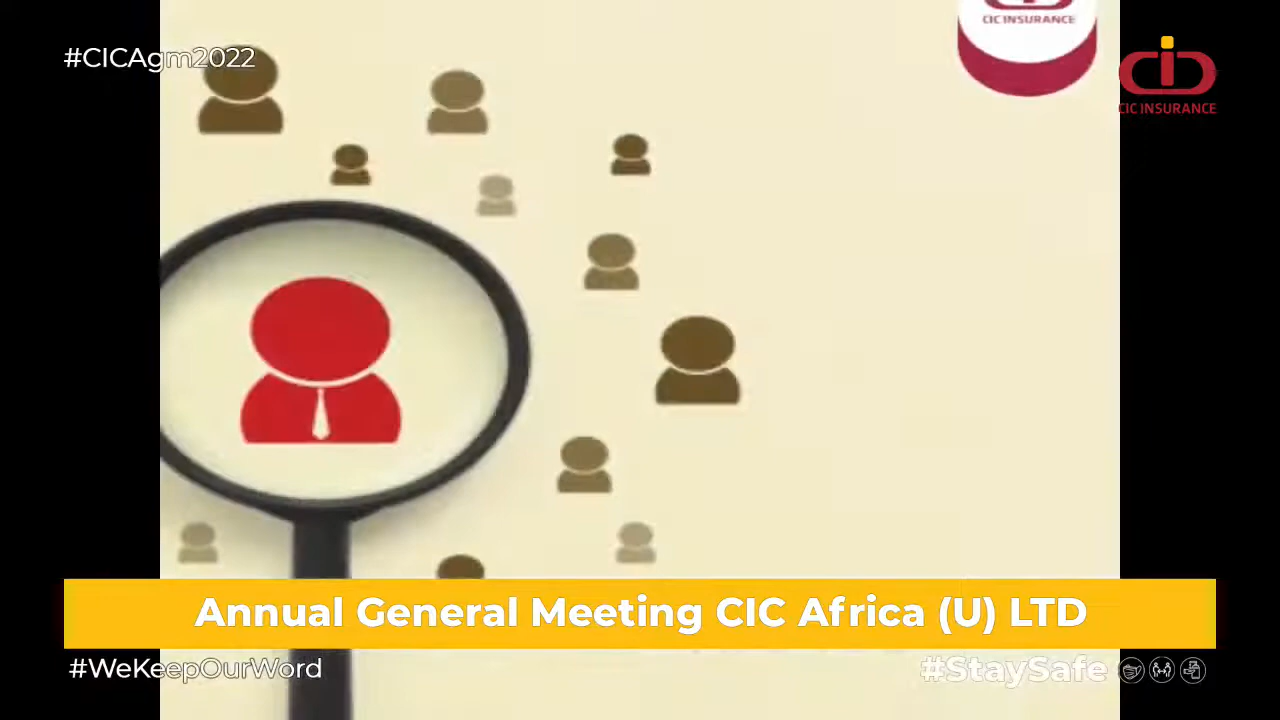 CIC INSURANCE
#CICAgm2022
CIC INSURANCE
Annual General Meeting CIC Africa (U) LTD
#WeKeepOurWord
#StaySafe